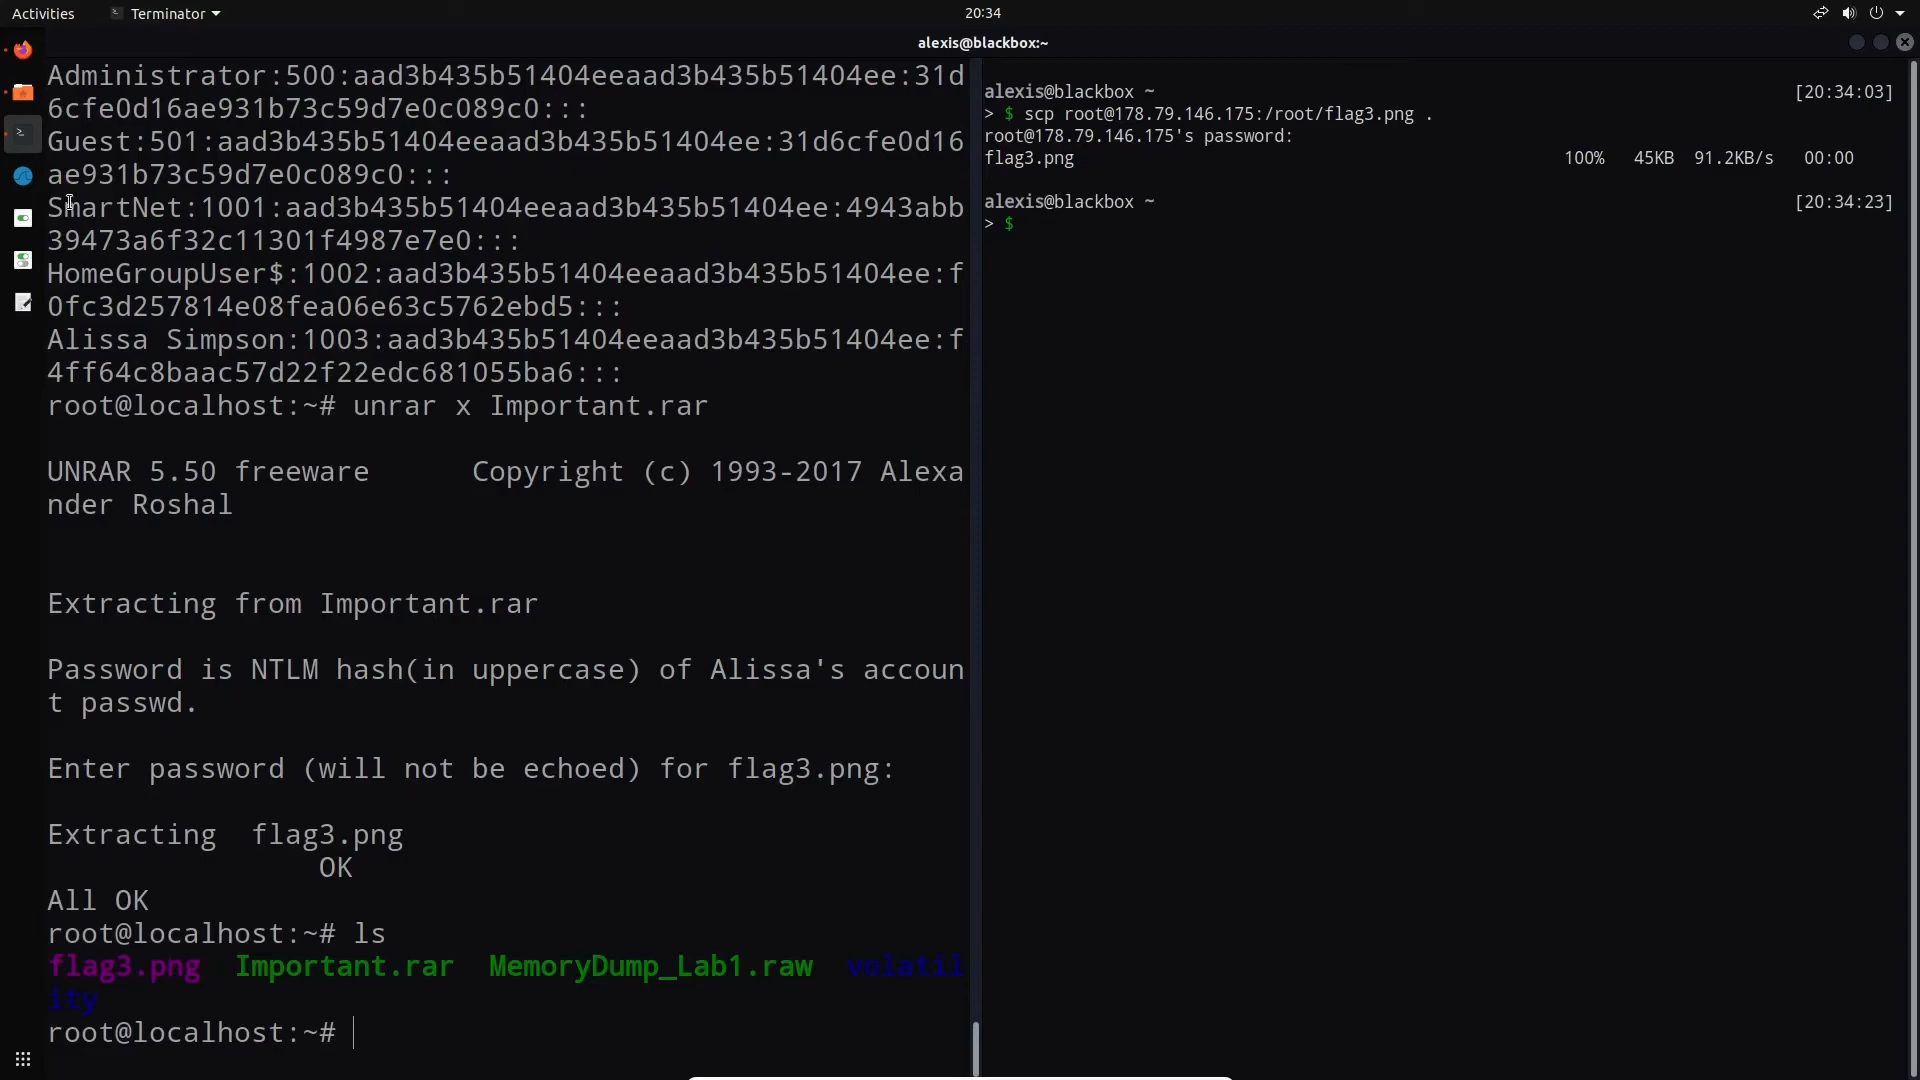 Activities
Terminator
20:34
alexis@blackbox:~
Administrator:500:aad3b435b51404eeaad3b435b51404ee:31d
6cfe0d16ae931b73c59d7e0c089c0:::
Guest:501:aad3b435b51404eeaad3b435b51404ee:31d6cfe0d16
ae931b73c59d7e0c089c0:::
SmartNet:1001:aad3b435b51404eeaad3b435b51404ee:4943abb
39473a6f32c11301f4987e7e0:::
HomeGroupUser$:1002:aad3b435b51404eeaad3b435b51404ee:f
0fc3d257814e08fea06e63c5762ebd5:::
Alissa Simpson:1003:aad3b435b51404eeaad3b435b51404ee:f
4ff64c8baac57d22f22edc681055ba6:::
root@localhost:~# unrar x Important.rar
UNRAR 5.50 freeware      Copyright (c) 1993-2017 Alexa
nder Roshal
Extracting from Important.rar
Password is NTLM hash(in uppercase) of Alissa's accoun
t passwd.
Enter password (will not be echoed) for flag3.png:
Extracting  flag3.png
OK
All OK
root@localhost:~# ls
flag3.png  Important.rar  MemoryDump_Lab1.raw  volatil
ity
root@localhost:~#
alexis@blackbox ~ [20:34:03]
> $ scp root@178.79.146.175:/root/flag3.png .
root@178.79.146.175's password:
flag3.png 100% 45KB 91.2KB/s 00:00
alexis@blackbox ~ [20:34:23]
> $